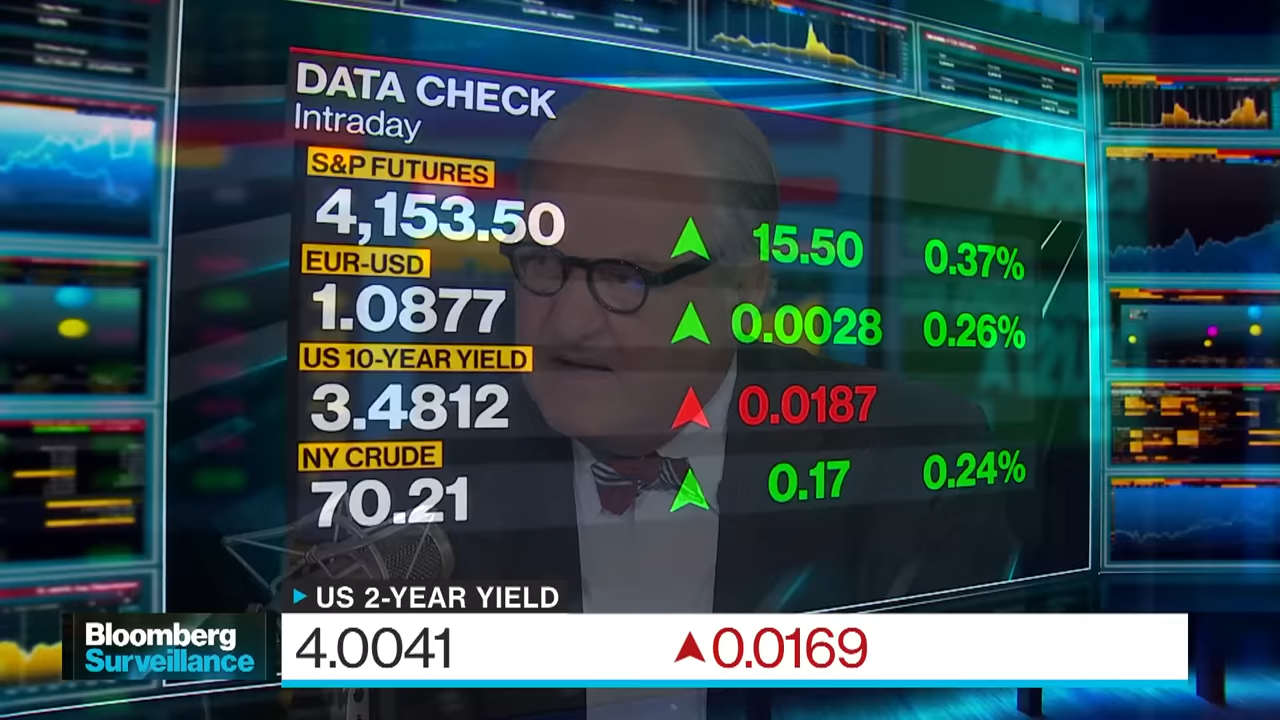 DATA CHECK
Intraday
S&P FUTURES
4,153.50 15.50 0.37%
EUR-USD
1.0877 0.0028 0.26%
US 10-YEAR YIELD
3.4812 0.0187
NY CRUDE
70.21 0.17 0.24%
US 2-YEAR YIELD
Bloomberg
Surveillance
4.0041 0.0169